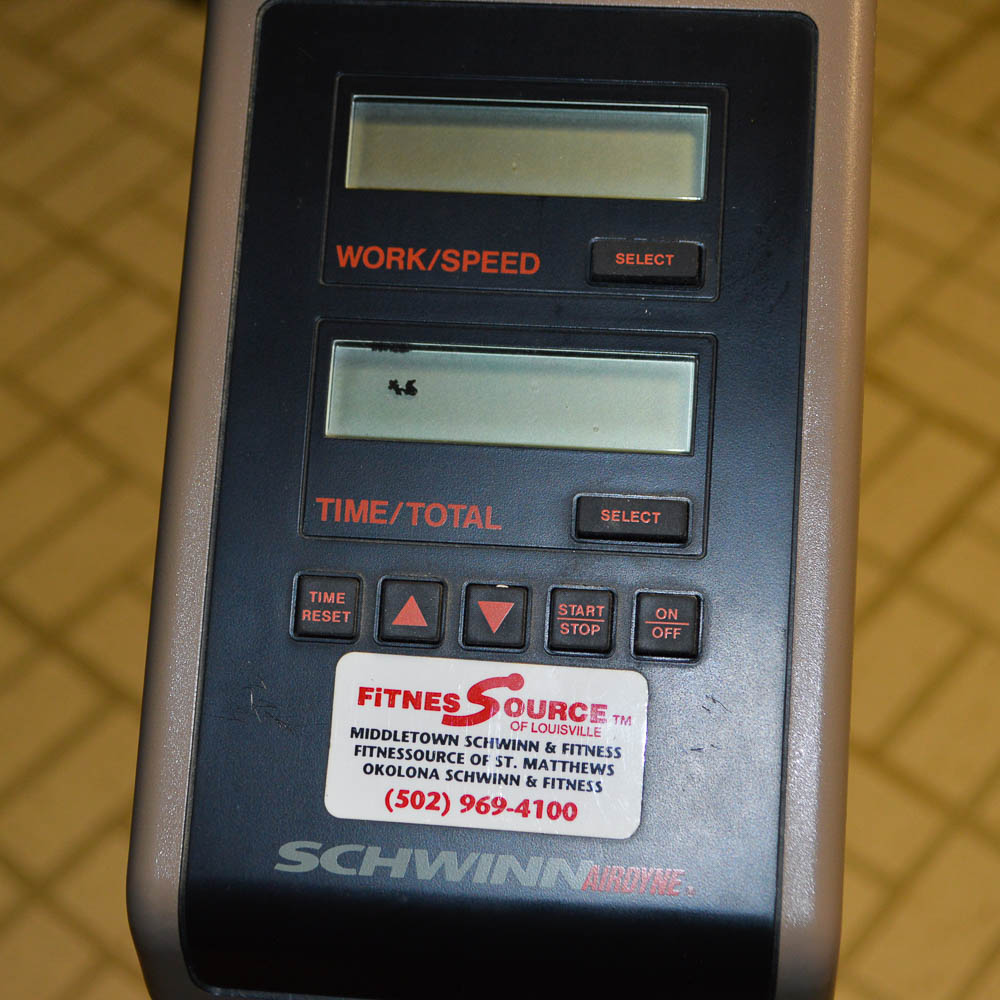 WORK/SPEED
SELECT
TIME/TOTAL
SELECT
TIME
RESET
START
STOP
ON
OFF
FiTNESSOURCE TM
OF LOUISVILLE
MIDDLETOWN SCHWINN & FITNESS
FITNESSOURCE OF ST. MATTHEWS
OKOLONA SCHWINN & FITNESS
(502) 969-4100
SCHWINN AIRDYNE